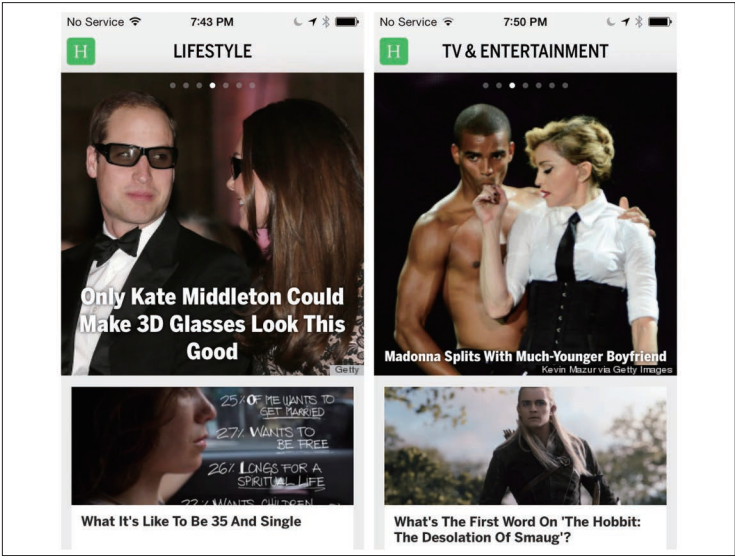 No Service 7:43 PM
H LIFESTYLE
Only Kate Middleton Could
Make 3D Glasses Look This
Good
Getty
25% OF ME WANTS TO
GET MARRIED
27% WANTS TO
BE FREE
26% LONGS FOR A
SPIRITUAL LIFE
22% WANTS CHILDREN
What It's Like To Be 35 And Single
No Service 7:50 PM
H TV & ENTERTAINMENT
Madonna Splits With Much-Younger Boyfriend
Kevin Mazur via Getty Images
What's The First Word On 'The Hobbit:
The Desolation Of Smaug'?